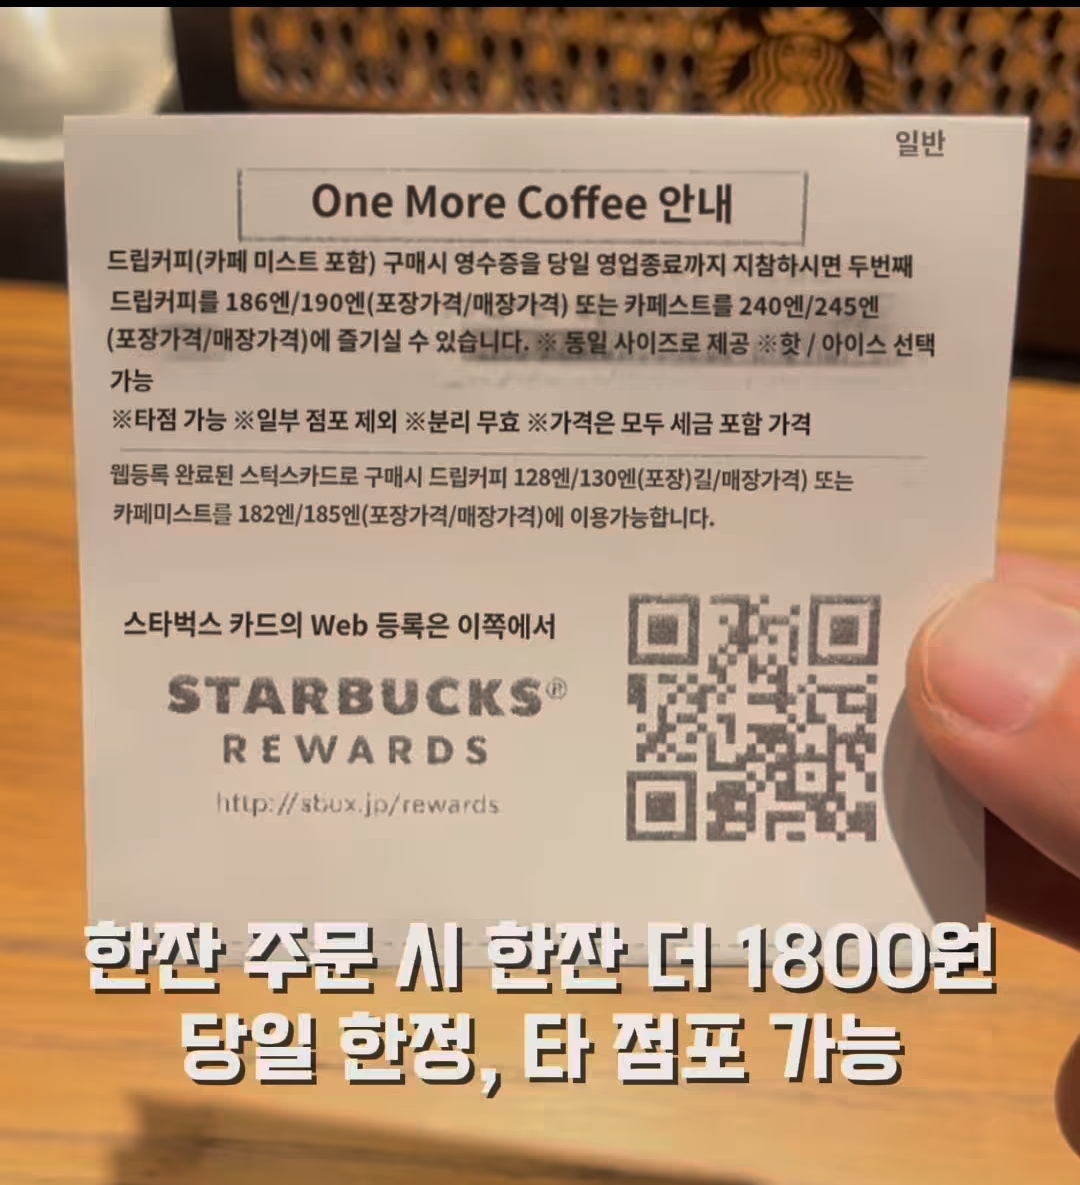 일반
One More Coffee 안내
드립커피(카페 미스트 포함) 구매시 영수증을 당일 영업종료까지 지참하시면 두번째
드립커피를 186엔/190엔(포장가격/매장가격) 또는 카페스트를 240엔/245엔
(포장가격/매장가격)에 즐기실 수 있습니다. ※ 동일 사이즈로 제공 ※핫 / 아이스 선택
가능
※타점 가능 ※일부 점포 제외 ※분리 무효 ※가격은 모두 세금 포함 가격
웹등록 완료된 스턱스카드로 구매시 드립커피 128엔/130엔(포장)길/매장가격) 또는
카페미스트를 182엔/185엔(포장가격/매장가격)에 이용가능합니다.
스타벅스 카드의 Web 등록은 이쪽에서
STARBUCKS®
REWARDS
http://sbux.jp/rewards
한잔 주문 시 한잔 더 1800원
당일 한정, 타 점포 가능